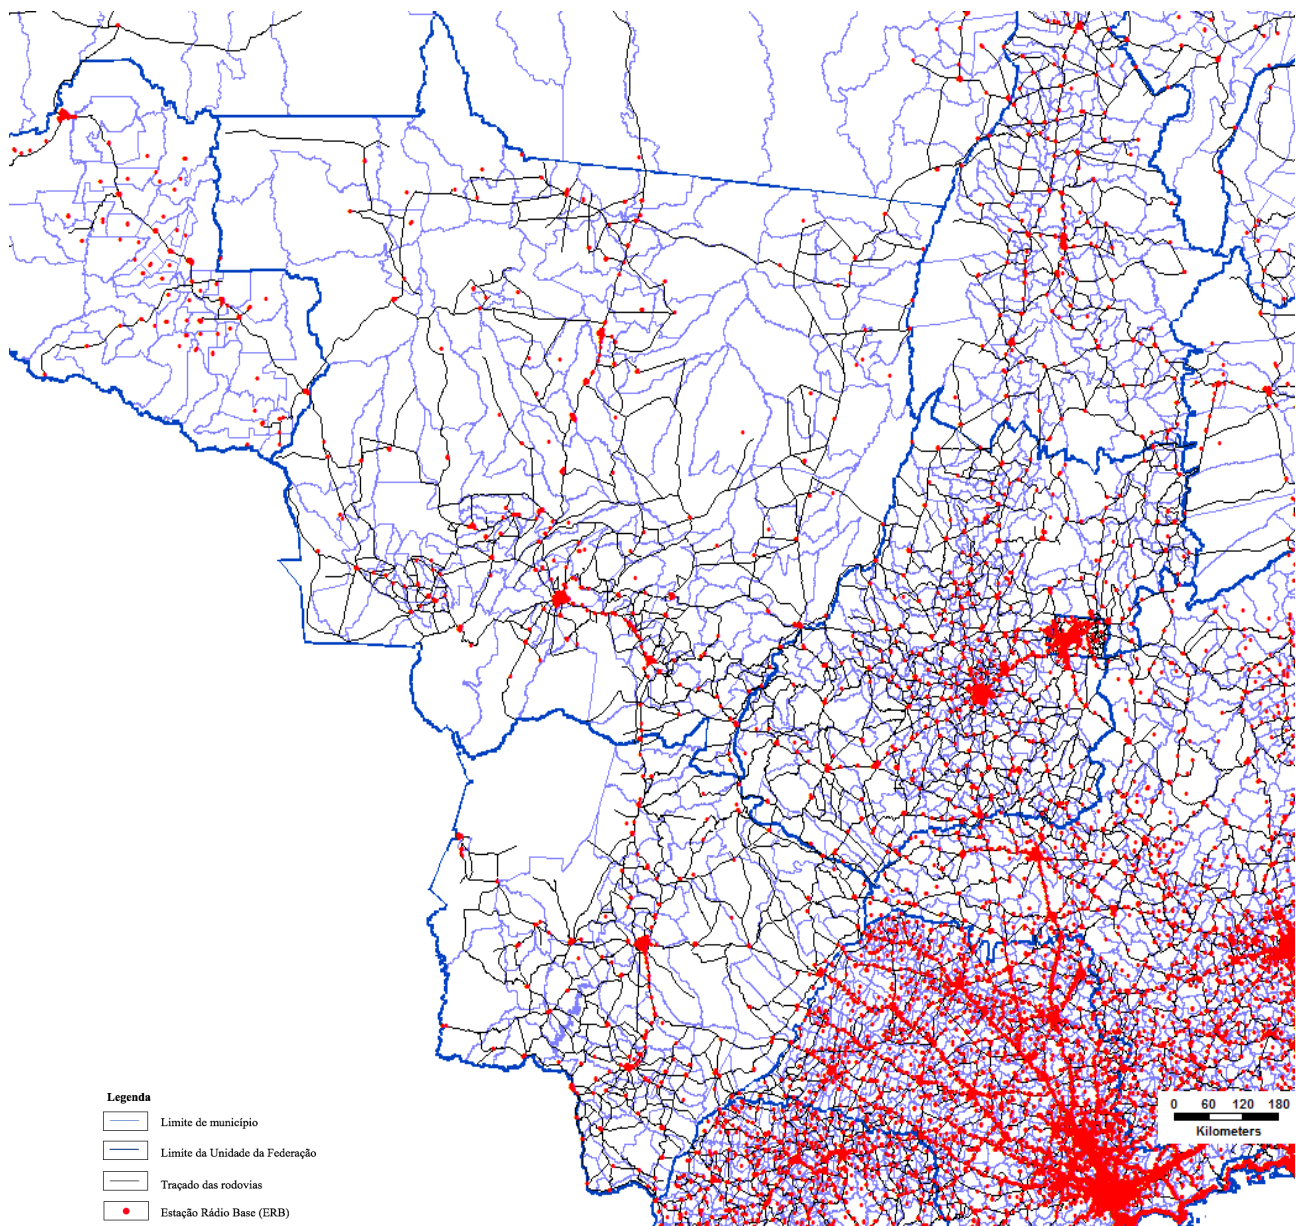 0 60 120 180
Kilometers
Legenda
Limite de município
Limite da Unidade da Federação
Traçado das rodovias
Estação Rádio Base (ERB)